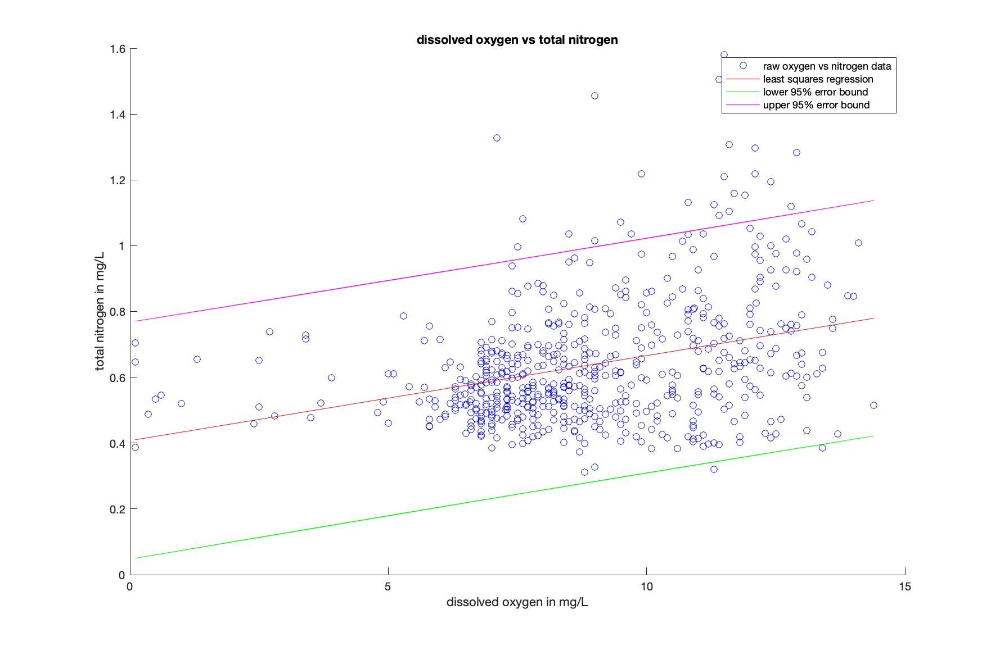 dissolved oxygen vs total nitrogen
raw oxygen vs nitrogen data
least squares regression
lower 95% error bound
upper 95% error bound
total nitrogen in mg/L
1.6
1.4
1.2
1
0.8
0.6
0.4
0.2
0
0 5 10 15
dissolved oxygen in mg/L